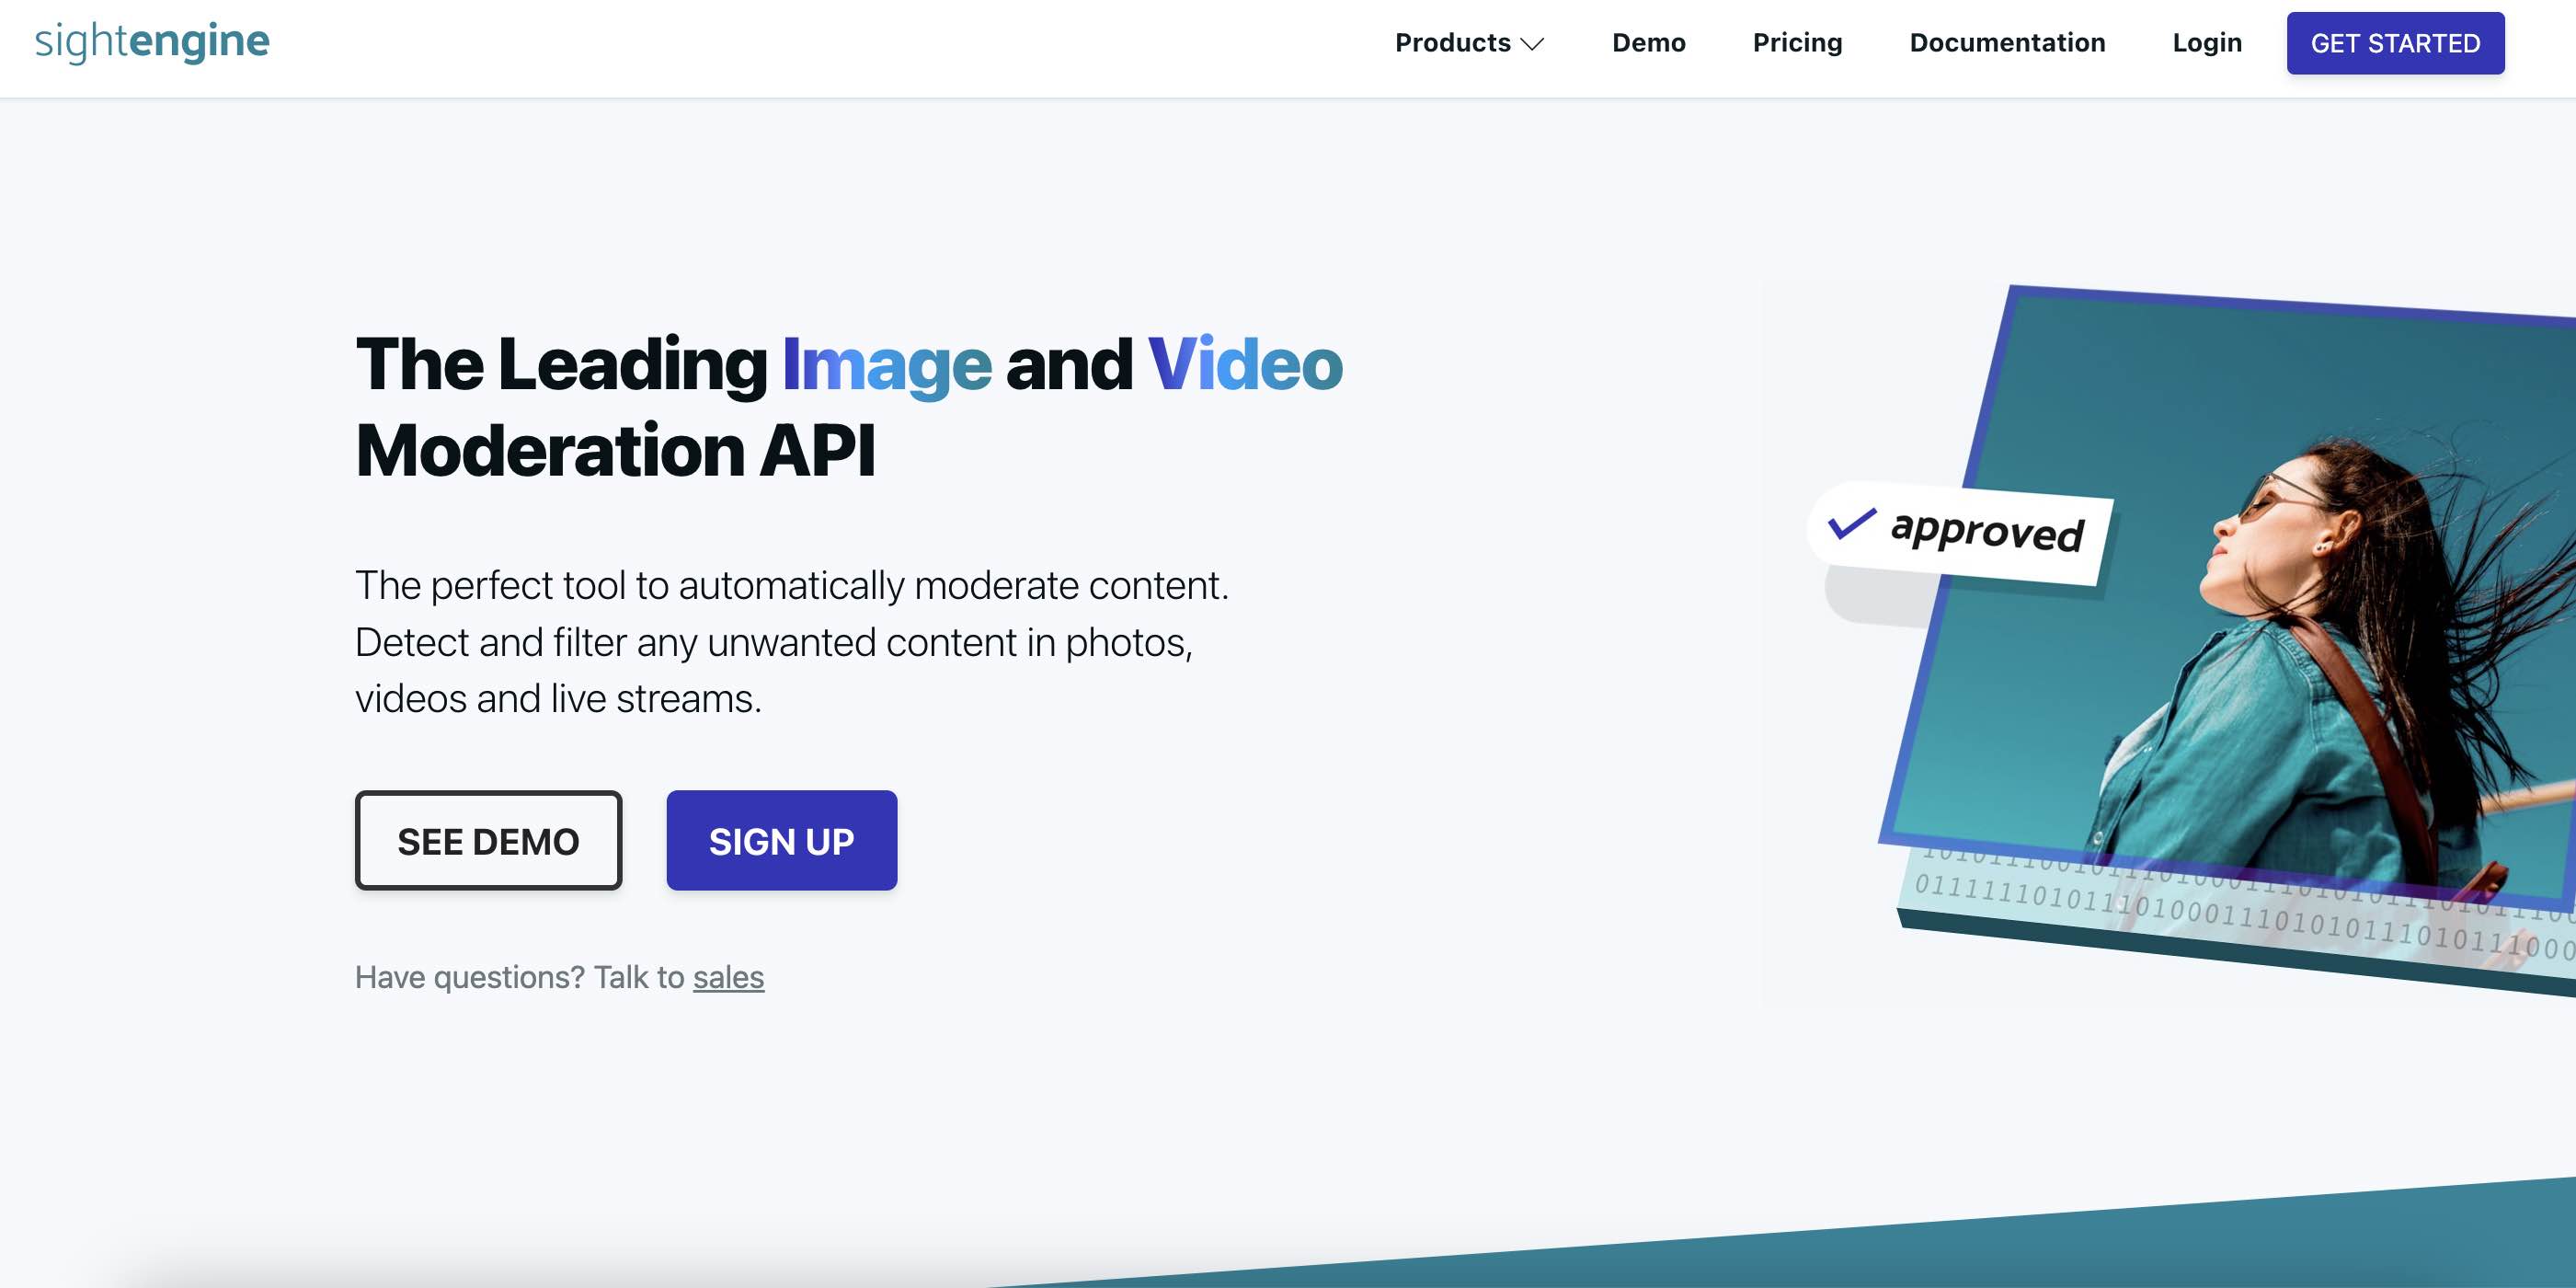 sightengine
Products
Demo
Pricing
Documentation
Login
GET STARTED
The Leading Image and Video
Moderation API
The perfect tool to automatically moderate content.
Detect and filter any unwanted content in photos,
videos and live streams.
SEE DEMO
SIGN UP
Have questions? Talk to sales
approved